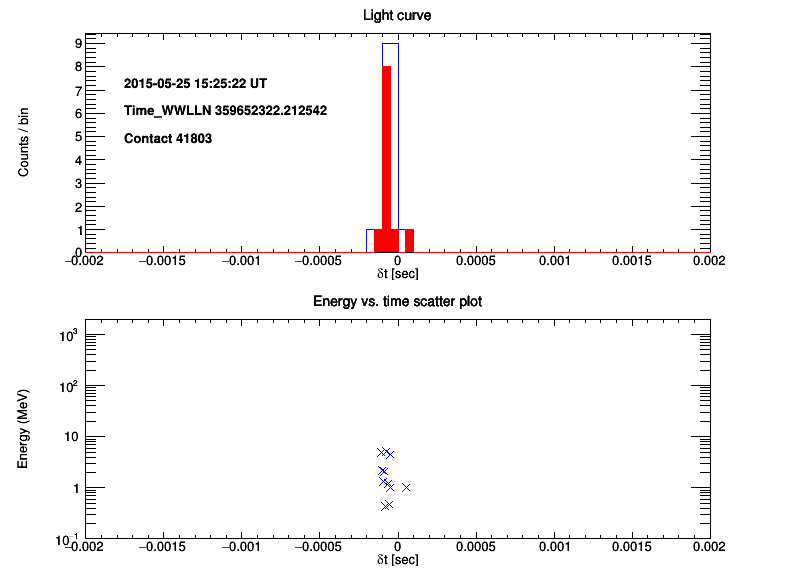 Light curve
Counts / bin
9
8
7
6
5
4
3
2
1
0
2015-05-25 15:25:22 UT
Time_WWLLN 359652322.212542
Contact 41803
−0.002 −0.0015 −0.001 −0.0005 0 0.0005 0.001 0.0015 0.002
δt [sec]
Energy vs. time scatter plot
Energy (MeV)
10³
10²
10
1
10⁻¹
−0.002 −0.0015 −0.001 −0.0005 0 0.0005 0.001 0.0015 0.002
δt [sec]